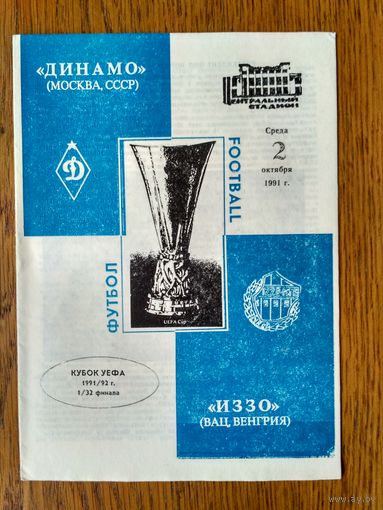 «ДИНАМО»
(МОСКВА, СССР)
ЦЕНТРАЛЬНЫЙ
СТАДИОН
Среда
2
октября
1991 г.
Д
FOOTBALL
ФУТБОЛ
UEFA Cup
КУБОК УЕФА
1991/92 г.
1/32 финала
«ИЗЗО»
(ВАЦ, ВЕНГРИЯ)